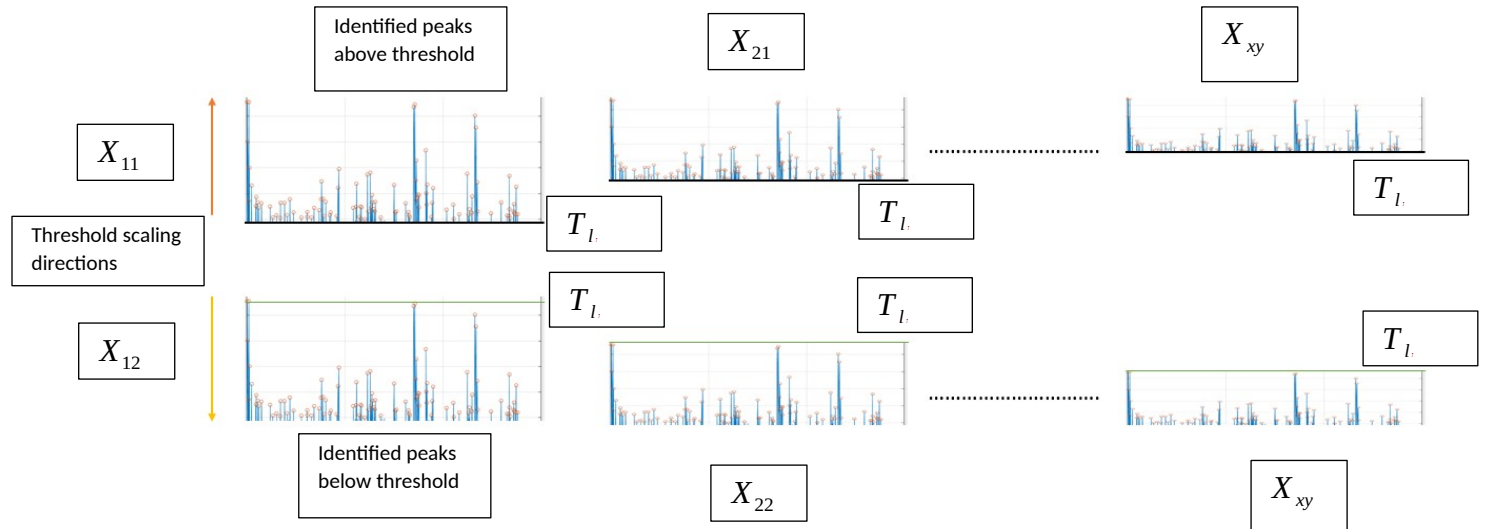 Identified peaks
above threshold
X21
Xxy
X11
Tl,
Tl,
Tl,
Threshold scaling
directions
Tl,
Tl,
Tl,
X12
Identified peaks
below threshold
X22
Xxy